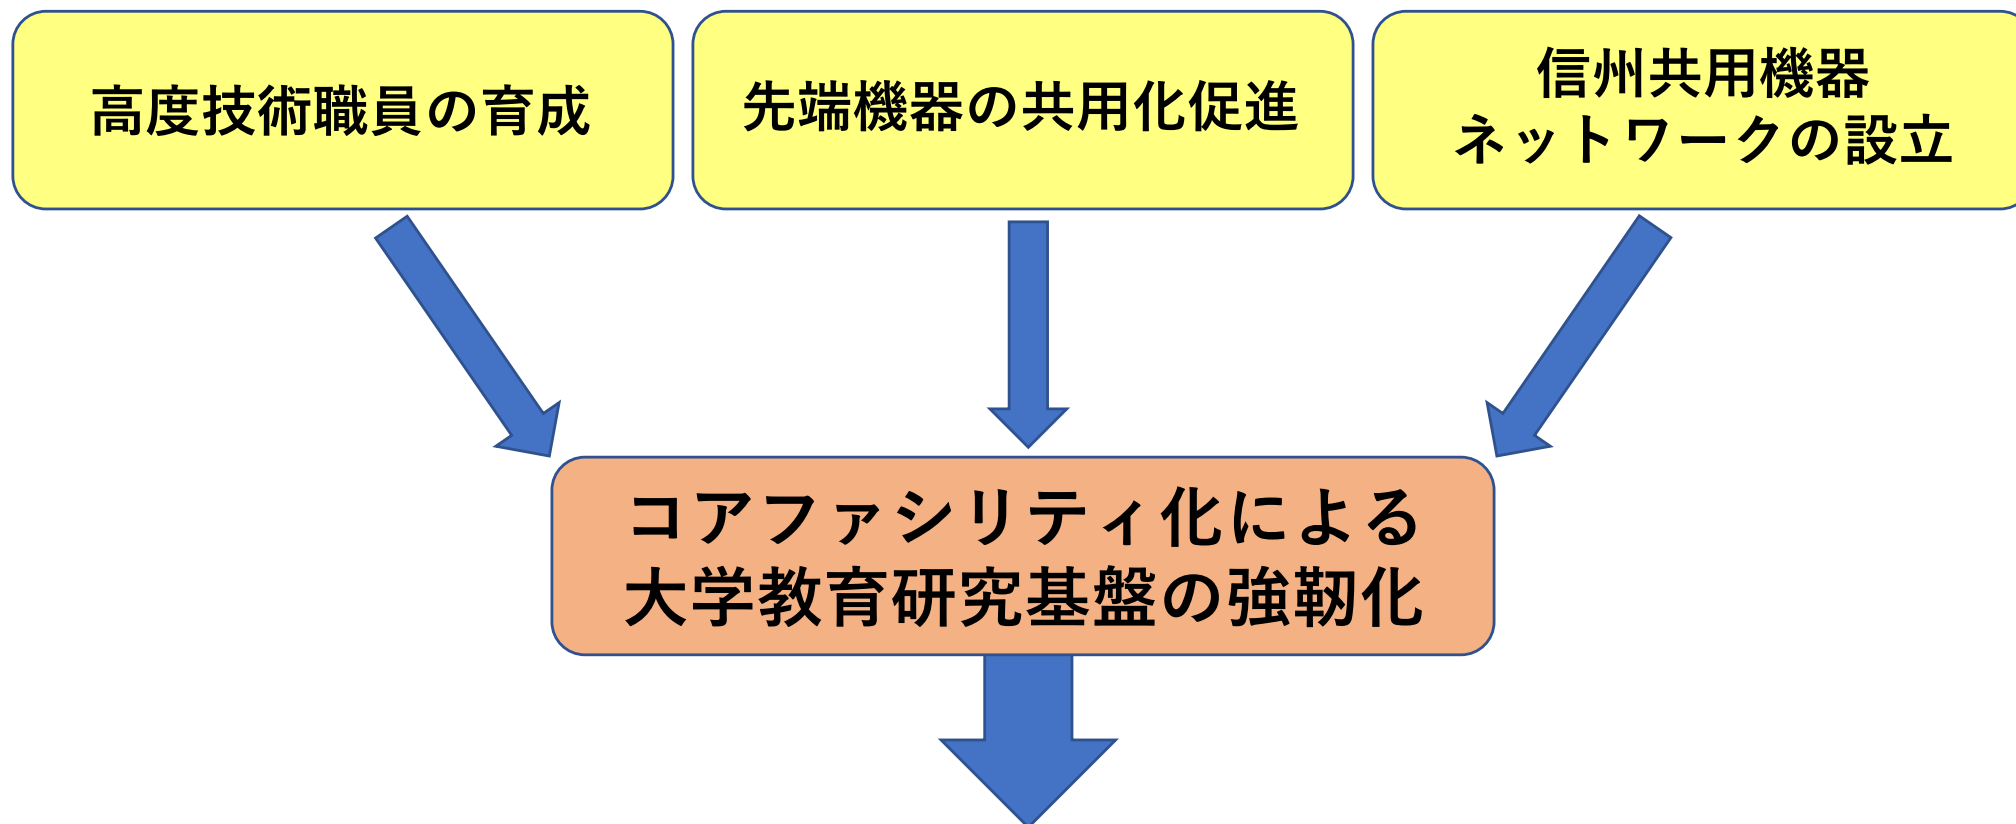 高度技術職員の育成
先端機器の共用化促進
信州共用機器
ネットワークの設立
コアファシリティ化による
大学教育研究基盤の強靭化